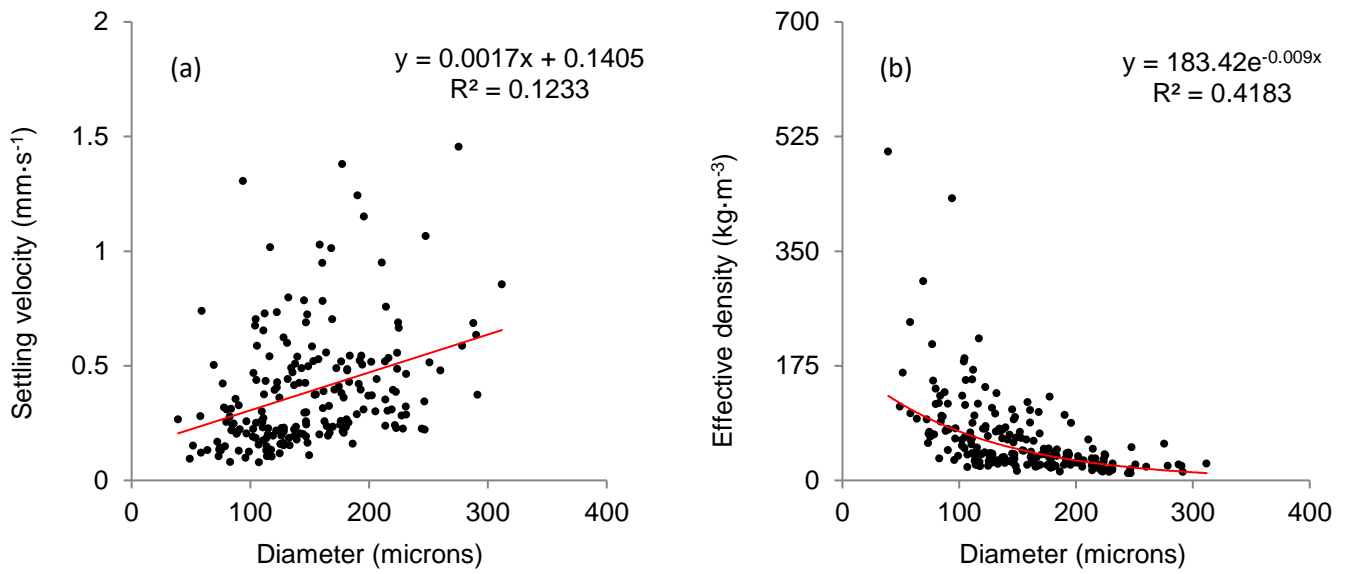 (a)
y = 0.0017x + 0.1405
R² = 0.1233
Settling velocity (mm·s⁻¹)
2
1.5
1
0.5
0
0 100 200 300 400
Diameter (microns)
(b)
y = 183.42e⁻⁰·⁰⁰⁹ˣ
R² = 0.4183
Effective density (kg·m⁻³)
700
525
350
175
0
0 100 200 300 400
Diameter (microns)